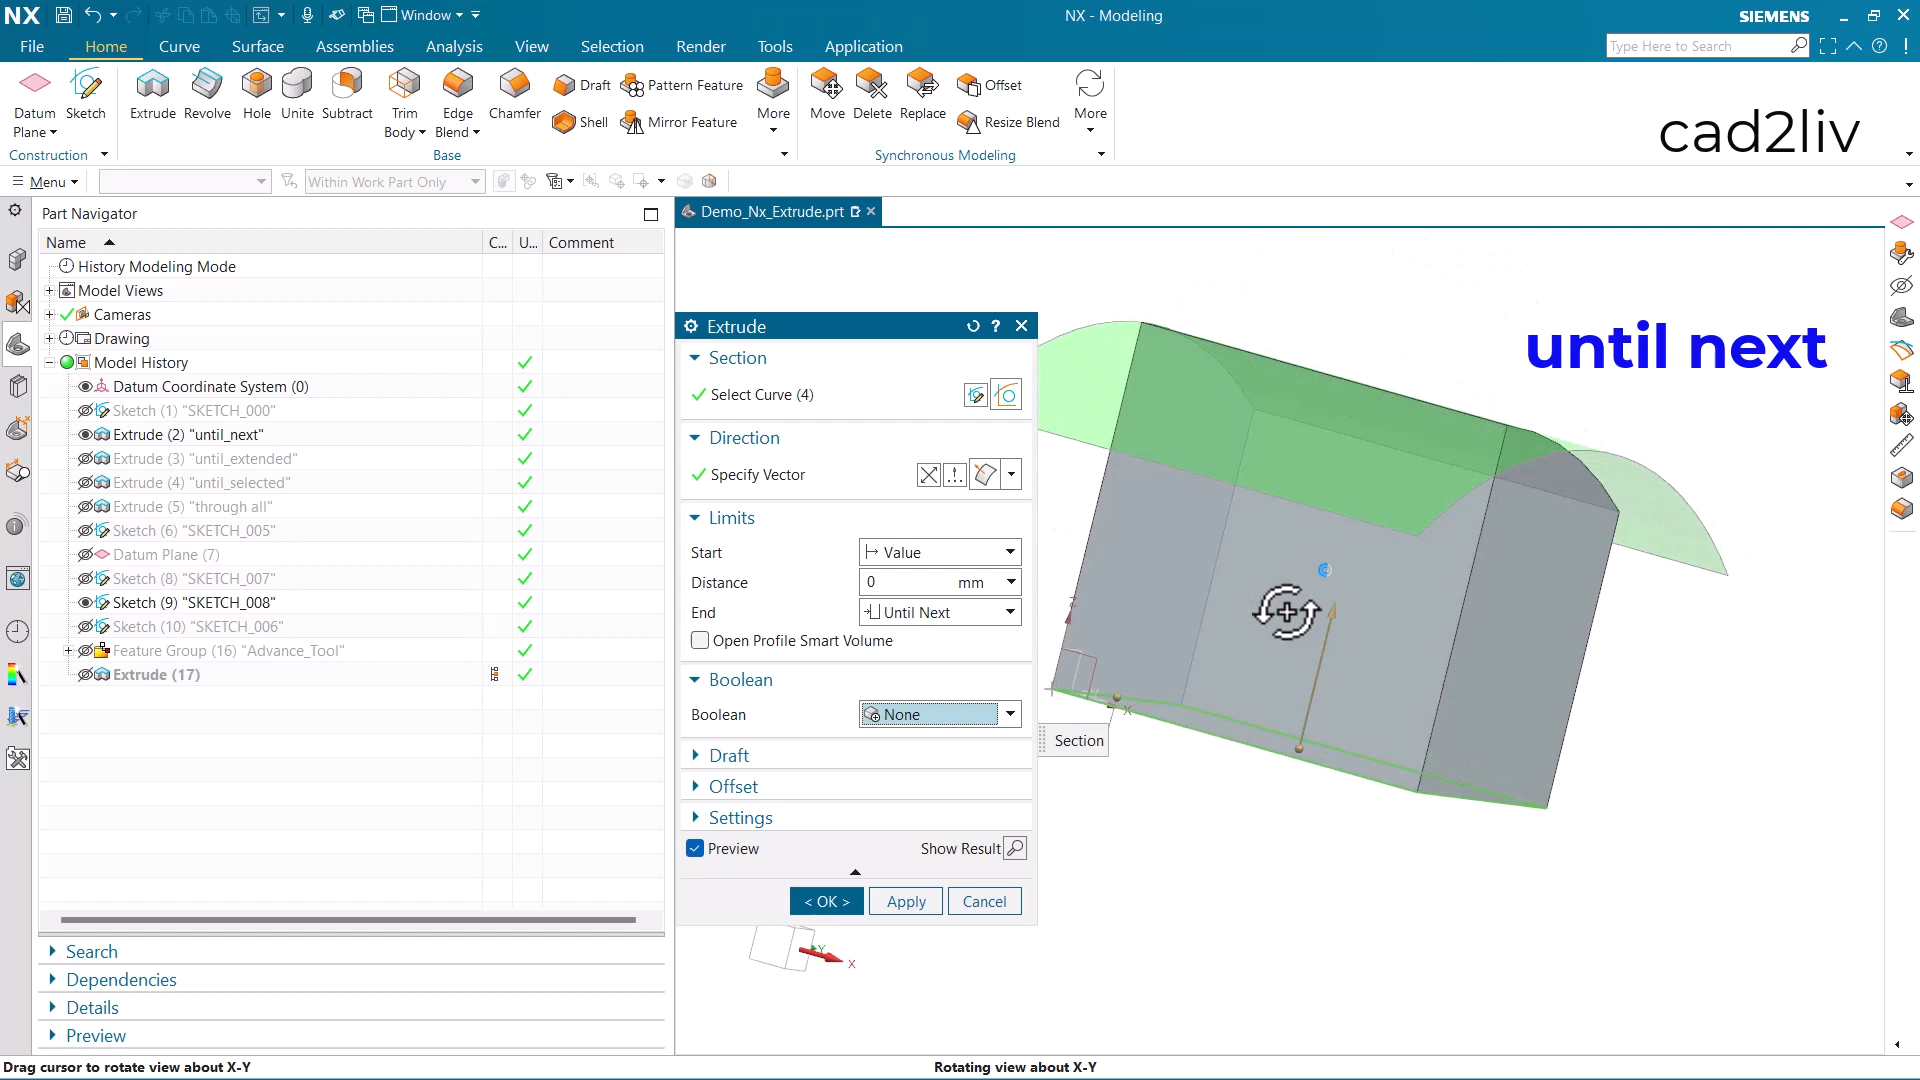 NX
Window
NX - Modeling
SIEMENS
File
Home
Curve
Surface
Assemblies
Analysis
View
Selection
Render
Tools
Application
Type Here to Search
Datum Plane
Sketch
Extrude
Revolve
Hole
Unite
Subtract
Trim Body
Edge Blend
Chamfer
Draft
Shell
Pattern Feature
Mirror Feature
More
Move
Delete
Replace
Offset
Resize Blend
More
cad2liv
Construction
Base
Synchronous Modeling
Menu
Within Work Part Only
Part Navigator
Demo_Nx_Extrude.prt
Name C... U... Comment
History Modeling Mode
Model Views
Cameras
Drawing
Model History
Datum Coordinate System (0)
Sketch (1) "SKETCH_000"
Extrude (2) "until_next"
Extrude (3) "until_extended"
Extrude (4) "until_selected"
Extrude (5) "through all"
Sketch (6) "SKETCH_005"
Datum Plane (7)
Sketch (8) "SKETCH_007"
Sketch (9) "SKETCH_008"
Sketch (10) "SKETCH_006"
Feature Group (16) "Advance_Tool"
Extrude (17)
Search
Dependencies
Details
Preview
Extrude
Section
Select Curve (4)
Direction
Specify Vector
Limits
Start Value
Distance 0 mm
End Until Next
Open Profile Smart Volume
Boolean
Boolean None
Draft
Offset
Settings
Preview Show Result
< OK > Apply Cancel
until next
Section
X
Z
Y
X
Drag cursor to rotate view about X-Y
Rotating view about X-Y